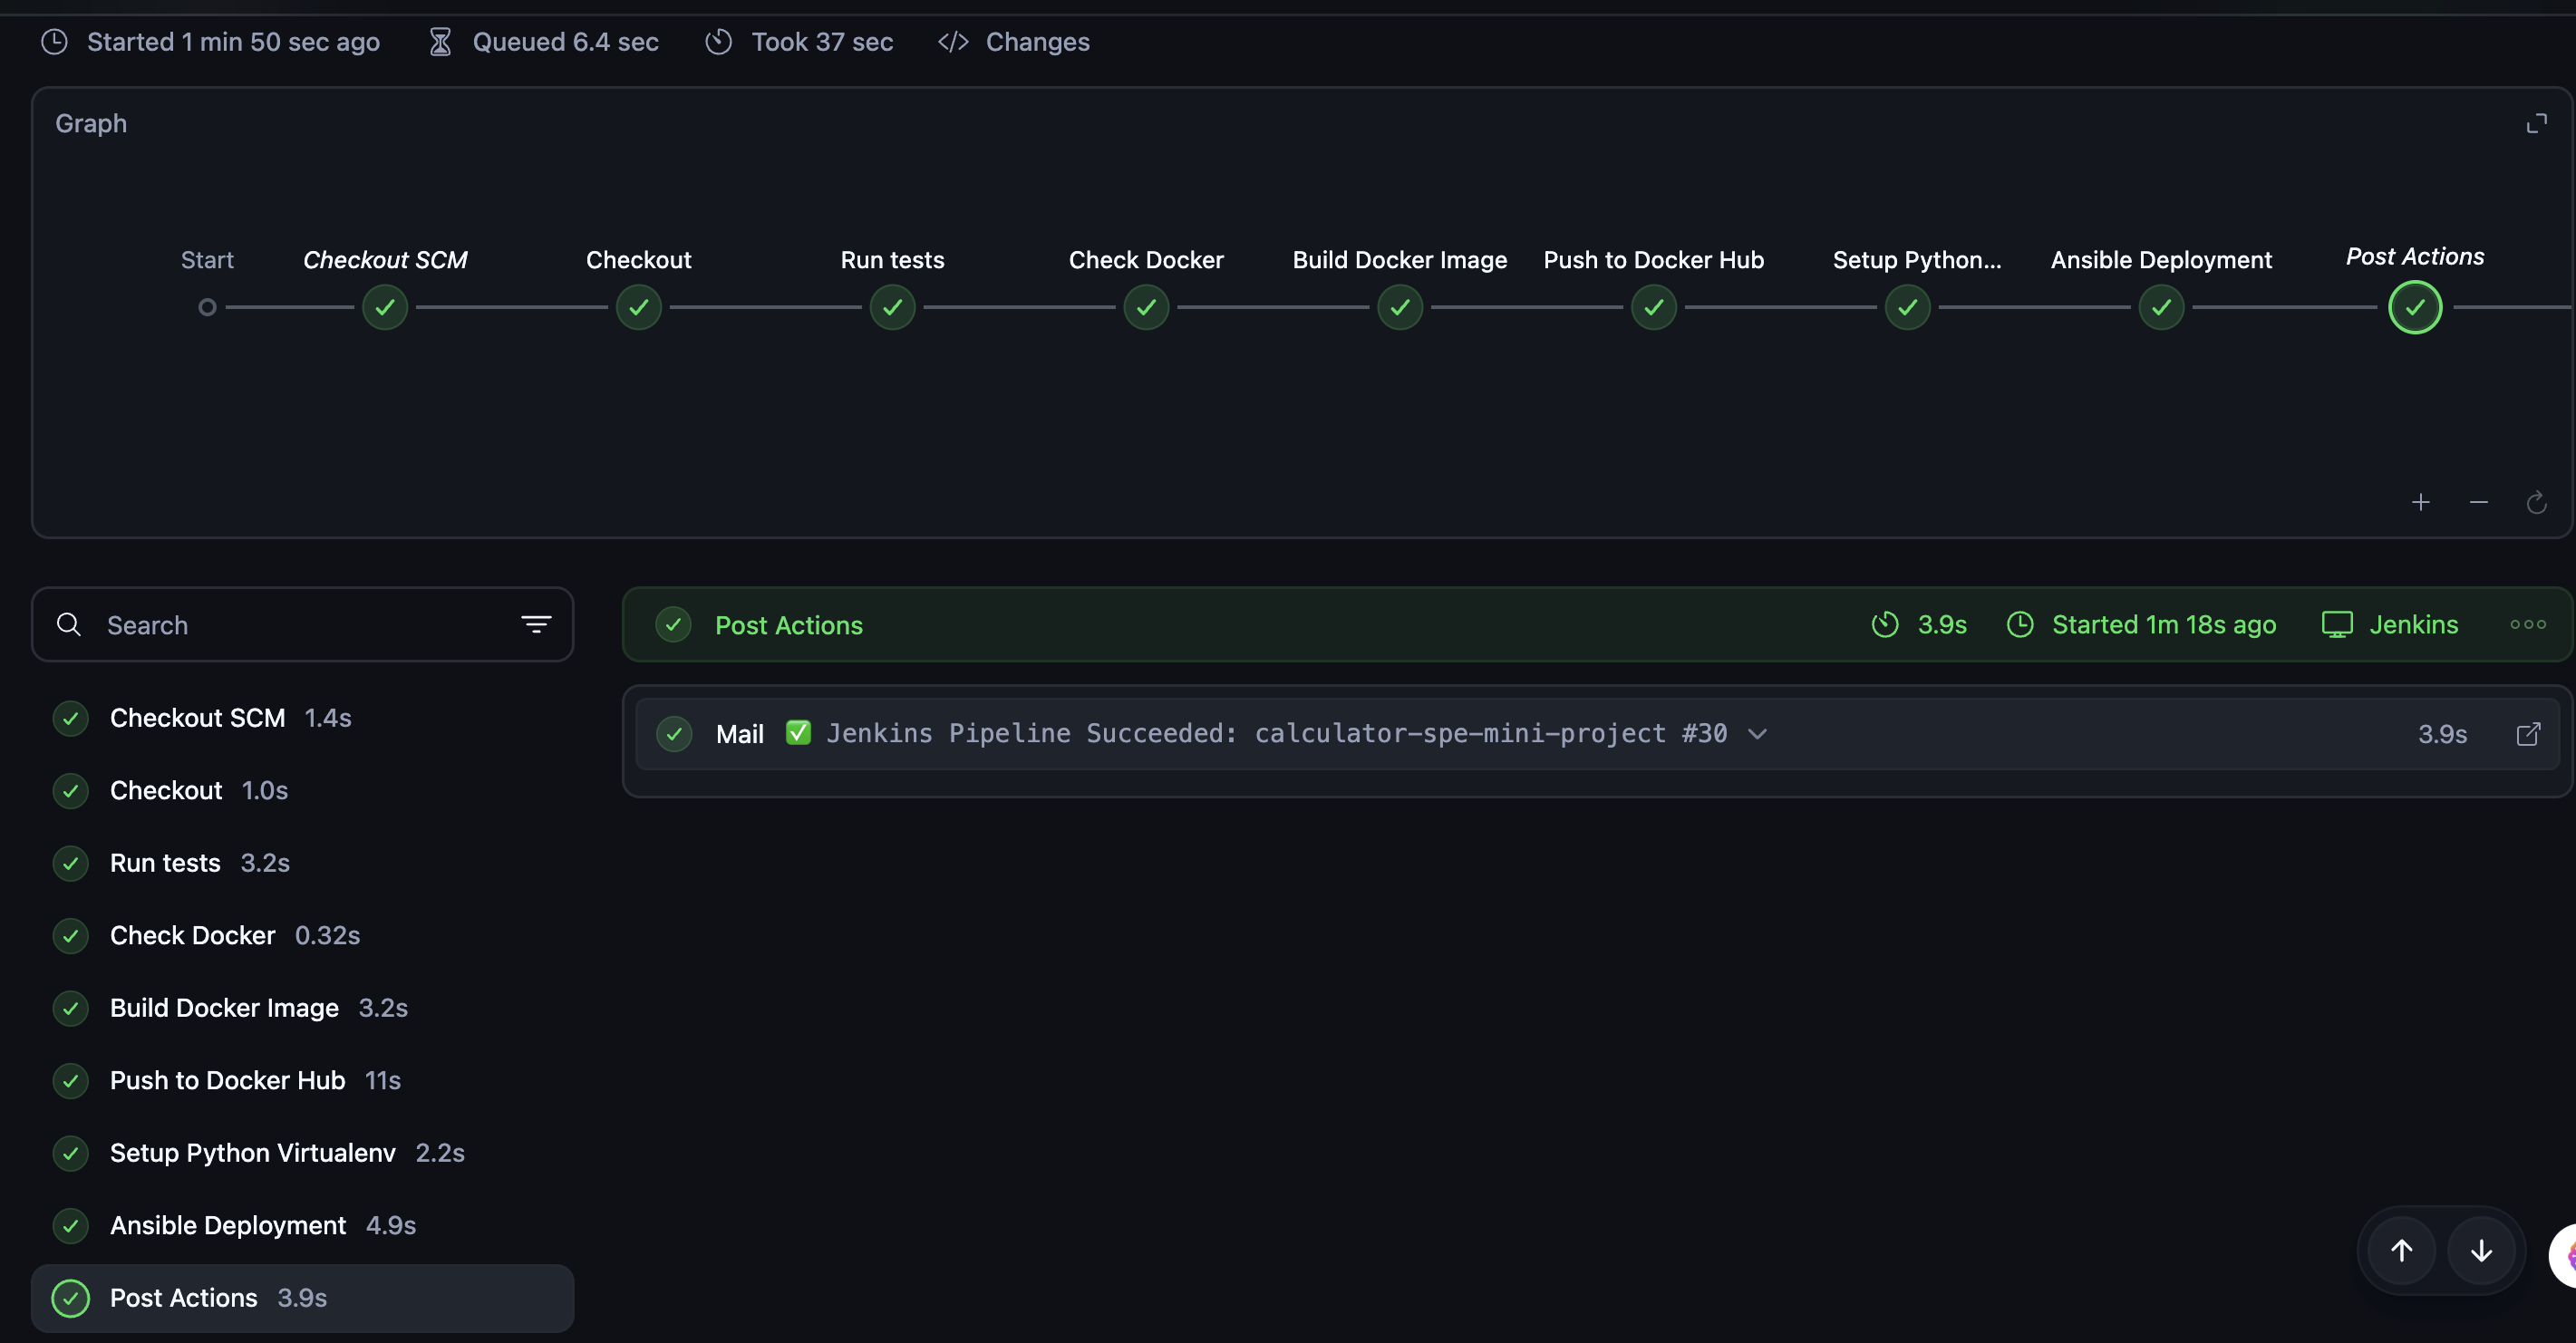 Started 1 min 50 sec ago Queued 6.4 sec Took 37 sec Changes
Graph
Start Checkout SCM Checkout Run tests Check Docker Build Docker Image Push to Docker Hub Setup Python... Ansible Deployment Post Actions
Search
Post Actions 3.9s Started 1m 18s ago Jenkins
Mail ✅ Jenkins Pipeline Succeeded: calculator-spe-mini-project #30 3.9s
Checkout SCM 1.4s
Checkout 1.0s
Run tests 3.2s
Check Docker 0.32s
Build Docker Image 3.2s
Push to Docker Hub 11s
Setup Python Virtualenv 2.2s
Ansible Deployment 4.9s
Post Actions 3.9s